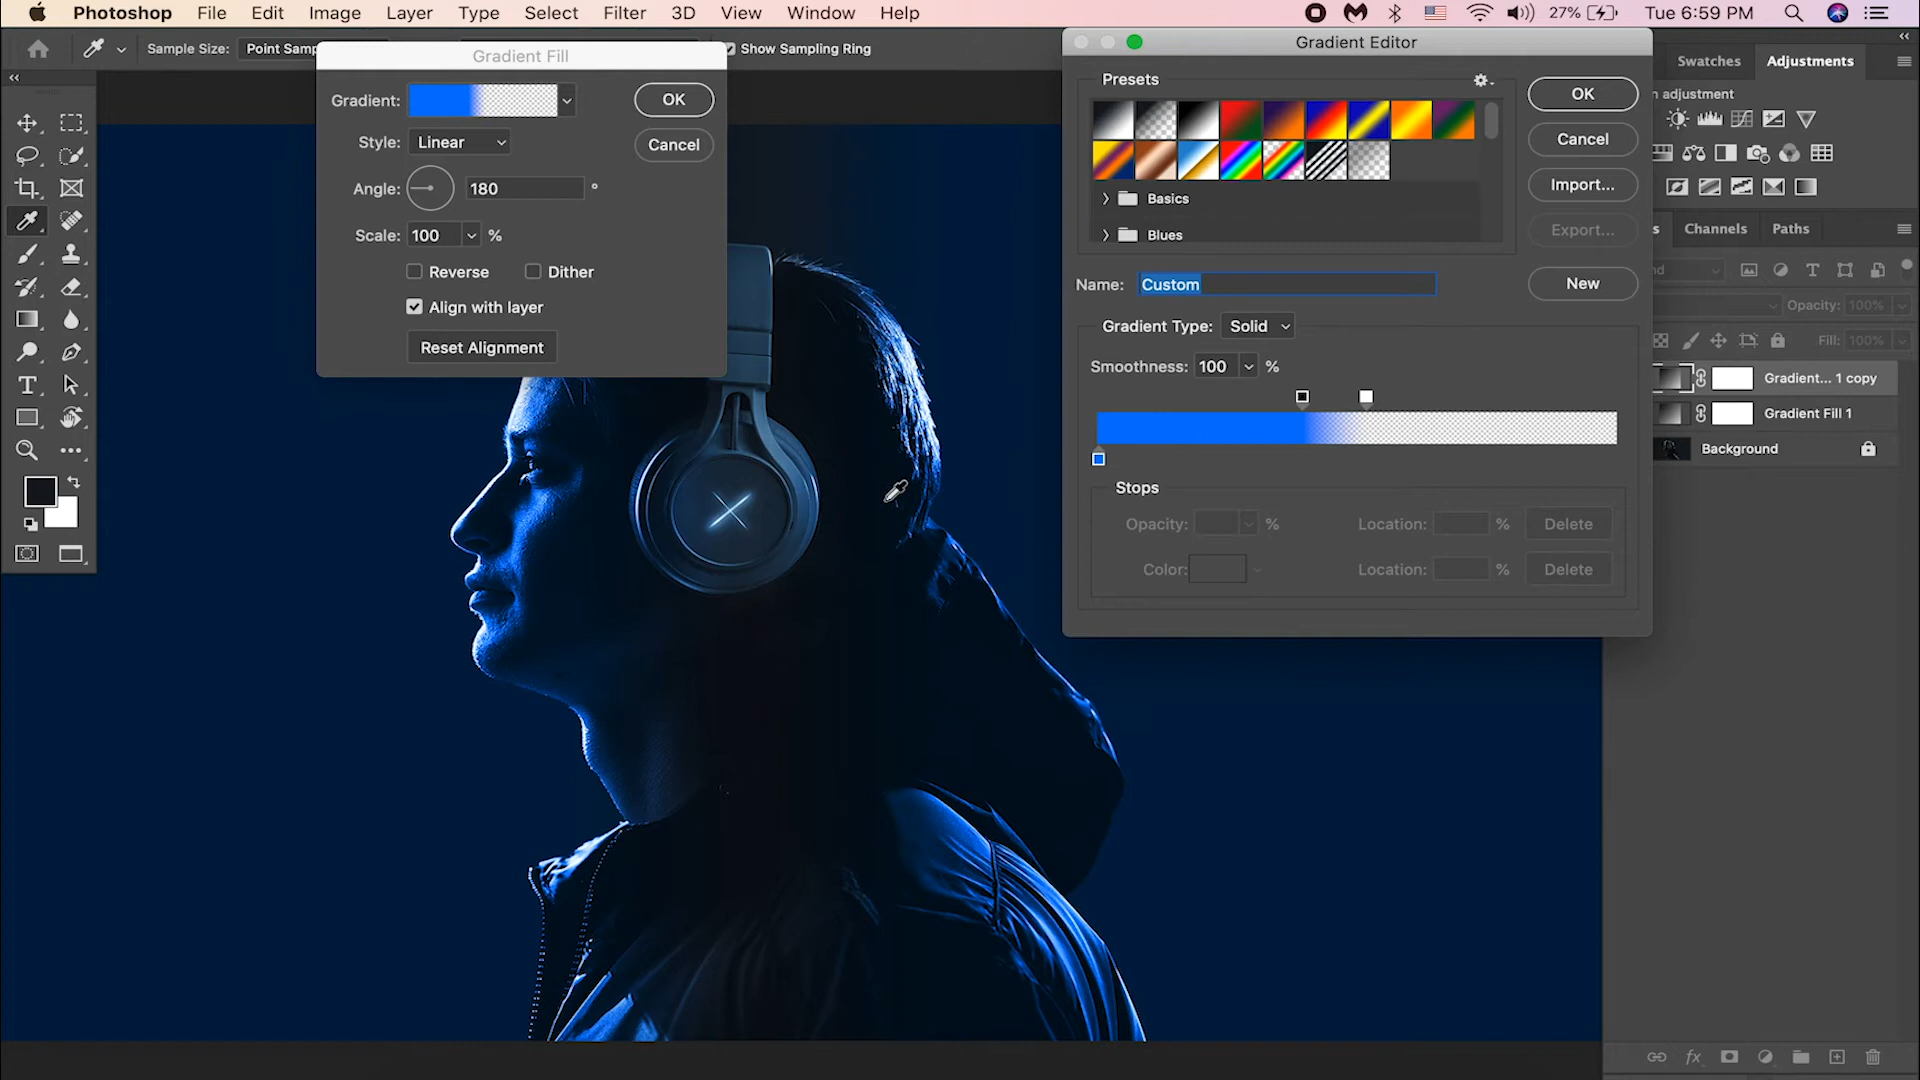 Photoshop File Edit Image Layer Type Select Filter 3D View Window Help 27% Tue 6:59 PM
Sample Size: Point Samp Show Sampling Ring
Gradient Fill
Gradient: OK
Style: Linear Cancel
Angle: 180 °
Scale: 100 %
Reverse Dither
Align with layer
Reset Alignment
Gradient Editor
Presets
OK
Cancel
Import...
Export...
Basics
Blues
Name: Custom New
Gradient Type: Solid
Smoothness: 100 %
Stops
Opacity: % Location: % Delete
Color: Location: % Delete
Swatches Adjustments
n adjustment
s Channels Paths
nd
Opacity: 100%
Fill: 100%
Gradient... 1 copy
Gradient Fill 1
Background
fx